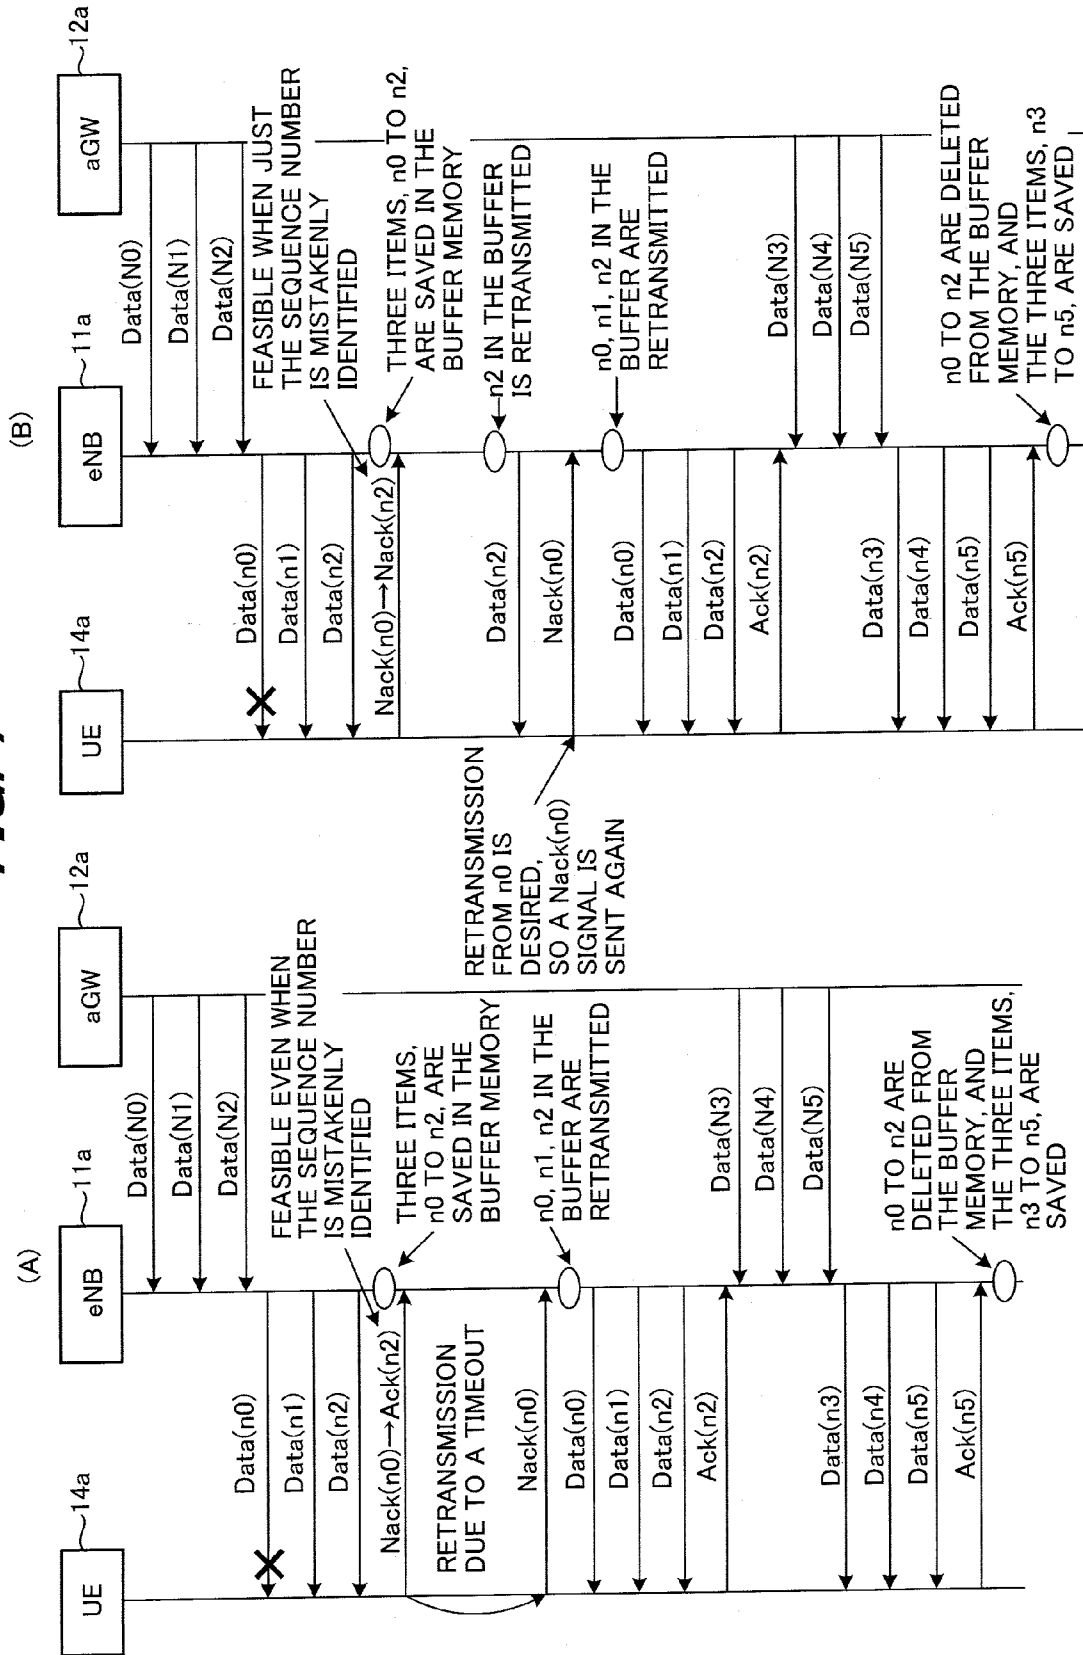 (A)
UE
14a
eNB
11a
aGW
12a
Data(N0)
Data(N1)
Data(N2)
Data(n0)
Data(n1)
Data(n2)
FEASIBLE EVEN WHEN
THE SEQUENCE NUMBER
IS MISTAKENLY
IDENTIFIED
Nack(n0)→Ack(n2)
THREE ITEMS,
n0 TO n2, ARE
SAVED IN THE
BUFFER MEMORY
RETRANSMISSION
DUE TO A TIMEOUT
Nack(n0)
n0, n1, n2 IN THE
BUFFER ARE
RETRANSMITTED
Data(n0)
Data(n1)
Data(n2)
Ack(n2)
Data(N3)
Data(N4)
Data(N5)
Data(n3)
Data(n4)
Data(n5)
Ack(n5)
n0 TO n2 ARE
DELETED FROM
THE BUFFER
MEMORY, AND
THE THREE ITEMS,
n3 TO n5, ARE
SAVED
(B)
UE
14a
eNB
11a
aGW
12a
Data(N0)
Data(N1)
Data(N2)
Data(n0)
Data(n1)
Data(n2)
FEASIBLE WHEN JUST
THE SEQUENCE NUMBER
IS MISTAKENLY
IDENTIFIED
Nack(n0)→Nack(n2)
THREE ITEMS, n0 TO n2,
ARE SAVED IN THE
BUFFER MEMORY
n2 IN THE BUFFER
IS RETRANSMITTED
Data(n2)
Nack(n0)
RETRANSMISSION
FROM n0 IS
DESIRED,
SO A Nack(n0)
SIGNAL IS
SENT AGAIN
n0, n1, n2 IN THE
BUFFER ARE
RETRANSMITTED
Data(n0)
Data(n1)
Data(n2)
Ack(n2)
Data(N3)
Data(N4)
Data(N5)
Data(n3)
Data(n4)
Data(n5)
Ack(n5)
n0 TO n2 ARE DELETED
FROM THE BUFFER
MEMORY, AND
THE THREE ITEMS, n3
TO n5, ARE SAVED